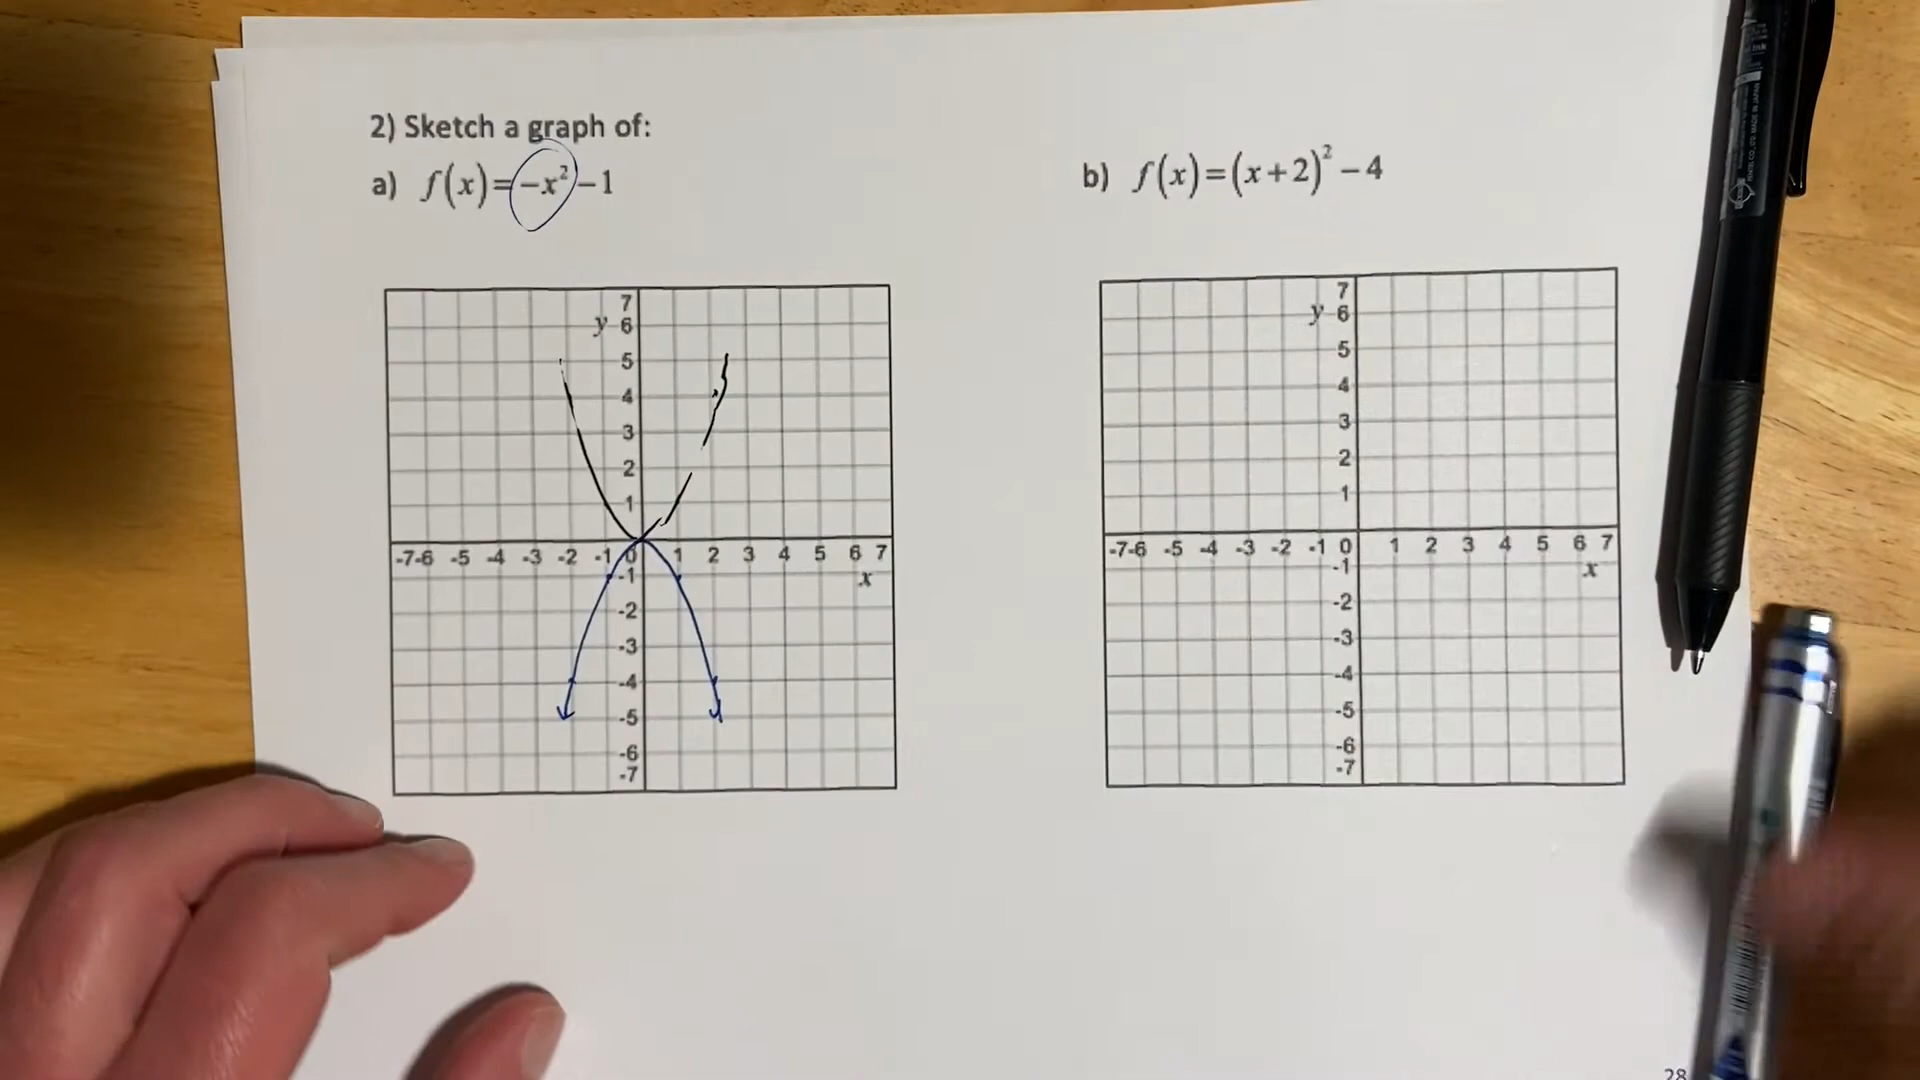 2) Sketch a graph of:
a) f(x)=-x²-1
b) f(x)=(x+2)²-4
7
y 6
5
4
3
2
1
-7-6 -5 -4 -3 -2 -1 0 1 2 3 4 5 6 7
-1
x
-2
-3
-4
-5
-6
-7
7
y 6
5
4
3
2
1
-7-6 -5 -4 -3 -2 -1 0 1 2 3 4 5 6 7
-1
x
-2
-3
-4
-5
-6
-7
28
MADE IN JAPAN